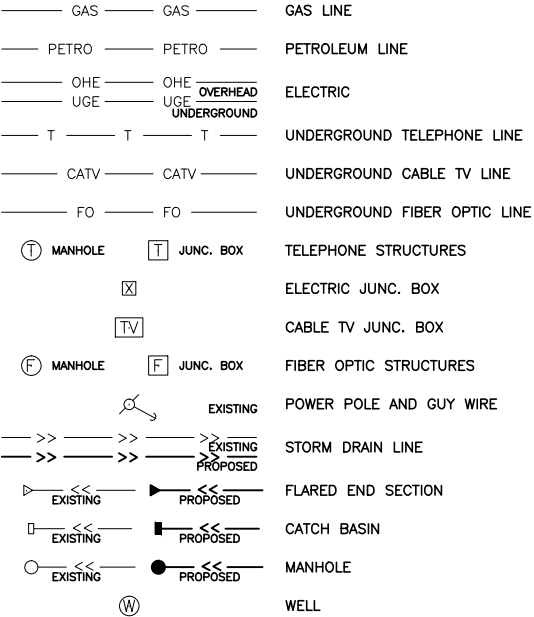 GAS GAS GAS LINE
PETRO PETRO PETROLEUM LINE
OHE OHE OVERHEAD ELECTRIC
UGE UGE UNDERGROUND
T T T UNDERGROUND TELEPHONE LINE
CATV CATV UNDERGROUND CABLE TV LINE
FO FO UNDERGROUND FIBER OPTIC LINE
T MANHOLE T JUNC. BOX TELEPHONE STRUCTURES
X ELECTRIC JUNC. BOX
TV CABLE TV JUNC. BOX
F MANHOLE F JUNC. BOX FIBER OPTIC STRUCTURES
EXISTING POWER POLE AND GUY WIRE
>> >> >> EXISTING STORM DRAIN LINE
>> >> >> PROPOSED
<< EXISTING << PROPOSED FLARED END SECTION
<< EXISTING << PROPOSED CATCH BASIN
<< EXISTING << PROPOSED MANHOLE
W WELL